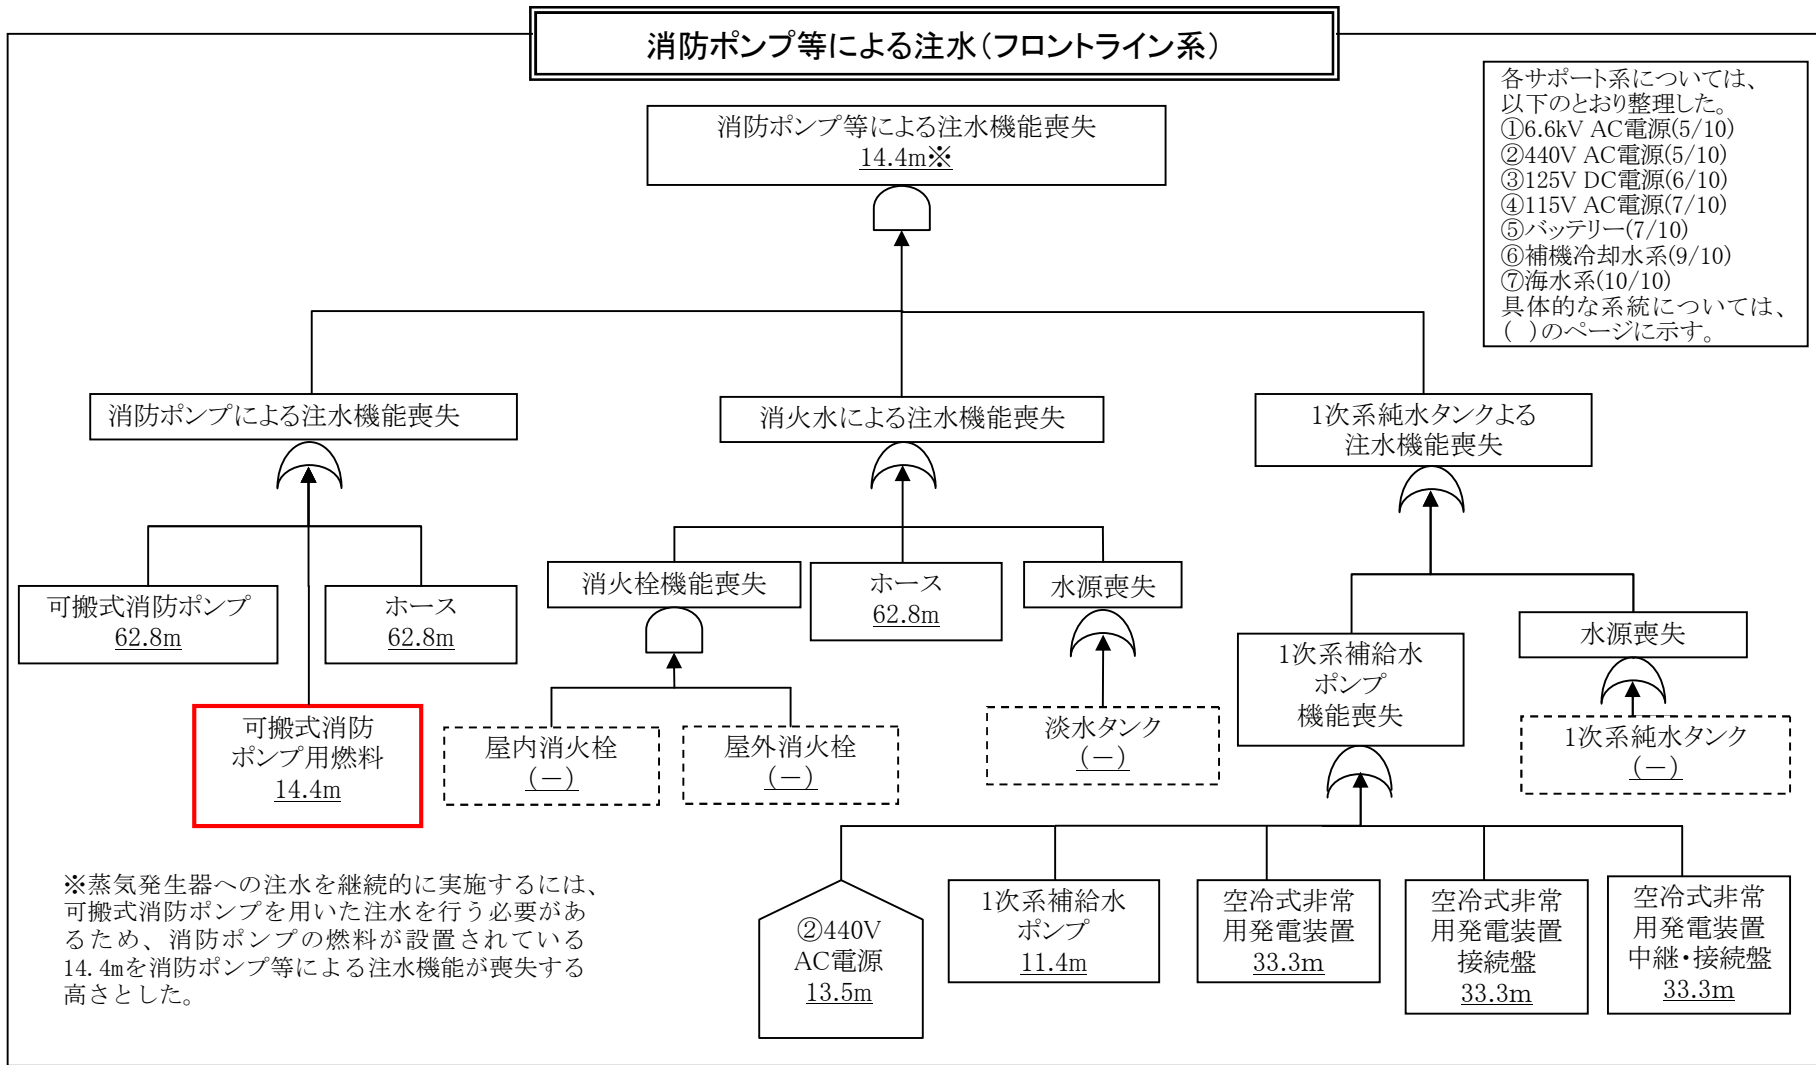 消防ポンプ等による注水(フロントライン系)
各サポート系については、
以下のとおり整理した。
①6.6kV AC電源(5/10)
②440V AC電源(5/10)
③125V DC電源(6/10)
④115V AC電源(7/10)
⑤バッテリー(7/10)
⑥補機冷却水系(9/10)
⑦海水系(10/10)
具体的な系統については、
( )のページに示す。
消防ポンプ等による注水機能喪失
14.4m※
消防ポンプによる注水機能喪失
消火水による注水機能喪失
1次系純水タンクよる
注水機能喪失
可搬式消防ポンプ
62.8m
ホース
62.8m
可搬式消防
ポンプ用燃料
14.4m
消火栓機能喪失
ホース
62.8m
水源喪失
屋内消火栓
(-)
屋外消火栓
(-)
淡水タンク
(-)
1次系補給水
ポンプ
機能喪失
水源喪失
1次系純水タンク
(-)
②440V
AC電源
13.5m
1次系補給水
ポンプ
11.4m
空冷式非常
用発電装置
33.3m
空冷式非常
用発電装置
接続盤
33.3m
空冷式非常
用発電装置
中継・接続盤
33.3m
※蒸気発生器への注水を継続的に実施するには、
可搬式消防ポンプを用いた注水を行う必要があ
るため、消防ポンプの燃料が設置されている
14.4mを消防ポンプ等による注水機能が喪失する
高さとした。